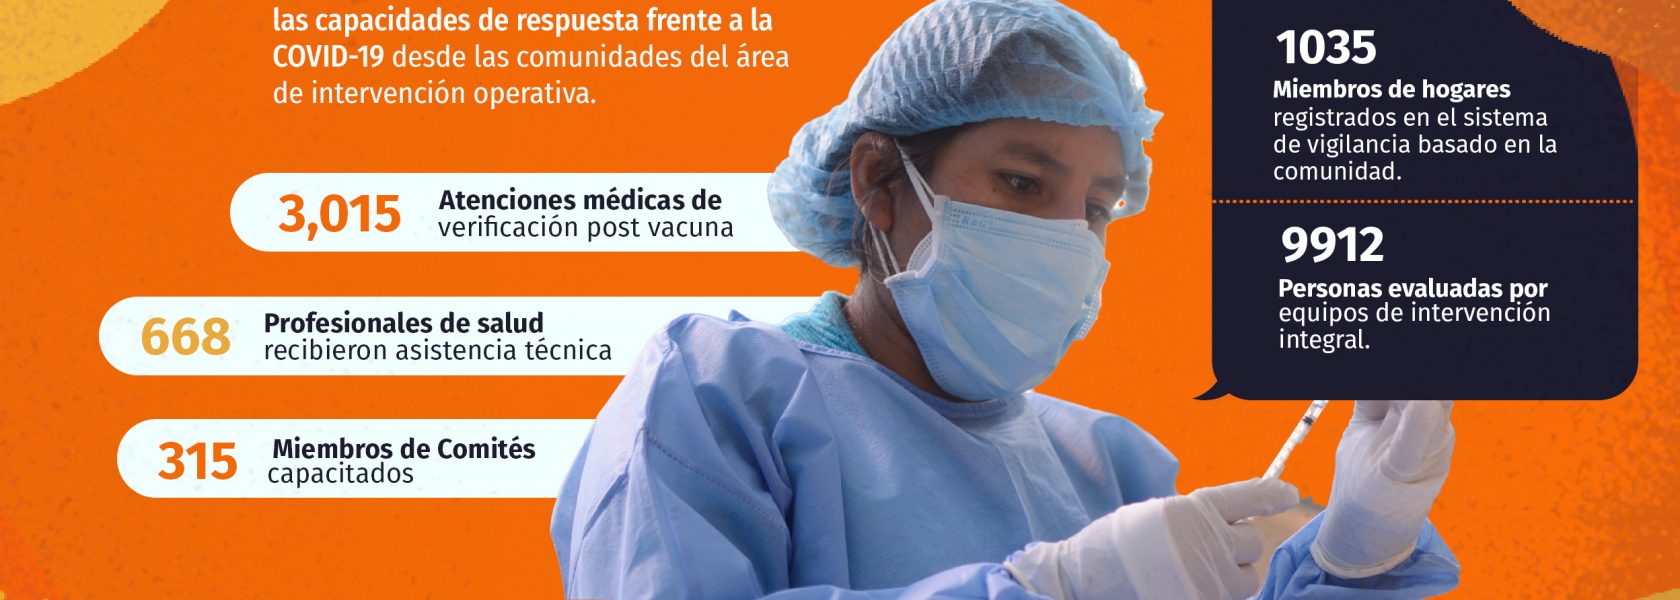 las capacidades de respuesta frente a la
COVID-19 desde las comunidades del área
de intervención operativa.
3,015
Atenciones médicas de
verificación post vacuna
668
Profesionales de salud
recibieron asistencia técnica
315
Miembros de Comités
capacitados
1035
Miembros de hogares
registrados en el sistema
de vigilancia basado en la
comunidad.
9912
Personas evaluadas por
equipos de intervención
integral.